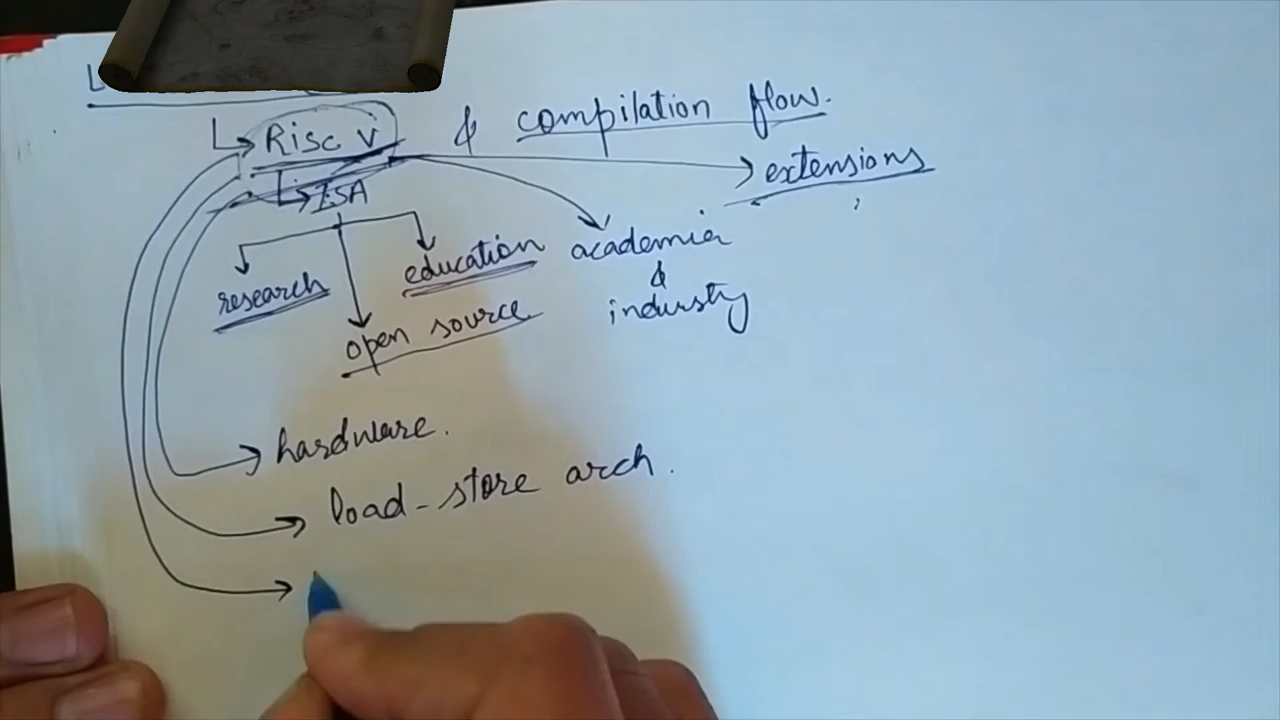 Risc V & compilation flow.
extensions
ISA
research
education
open source
academia
&
industry
hardware.
load-store arch.